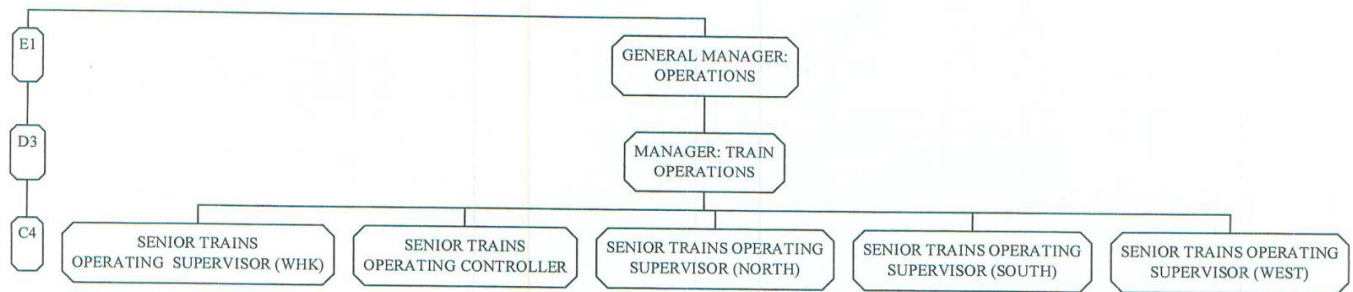 E1
GENERAL MANAGER:
OPERATIONS
D3
MANAGER: TRAIN
OPERATIONS
C4
SENIOR TRAINS
OPERATING SUPERVISOR (WHK)
SENIOR TRAINS
OPERATING CONTROLLER
SENIOR TRAINS OPERATING
SUPERVISOR (NORTH)
SENIOR TRAINS OPERATING
SUPERVISOR (SOUTH)
SENIOR TRAINS OPERATING
SUPERVISOR (WEST)